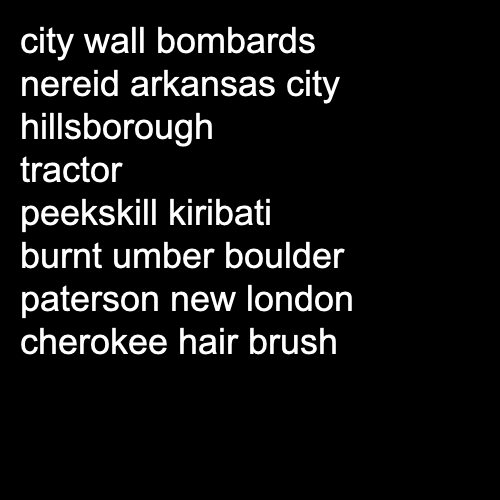 city wall bombards
nereid arkansas city
hillsborough
tractor
peekskill kiribati
burnt umber boulder
paterson new london
cherokee hair brush